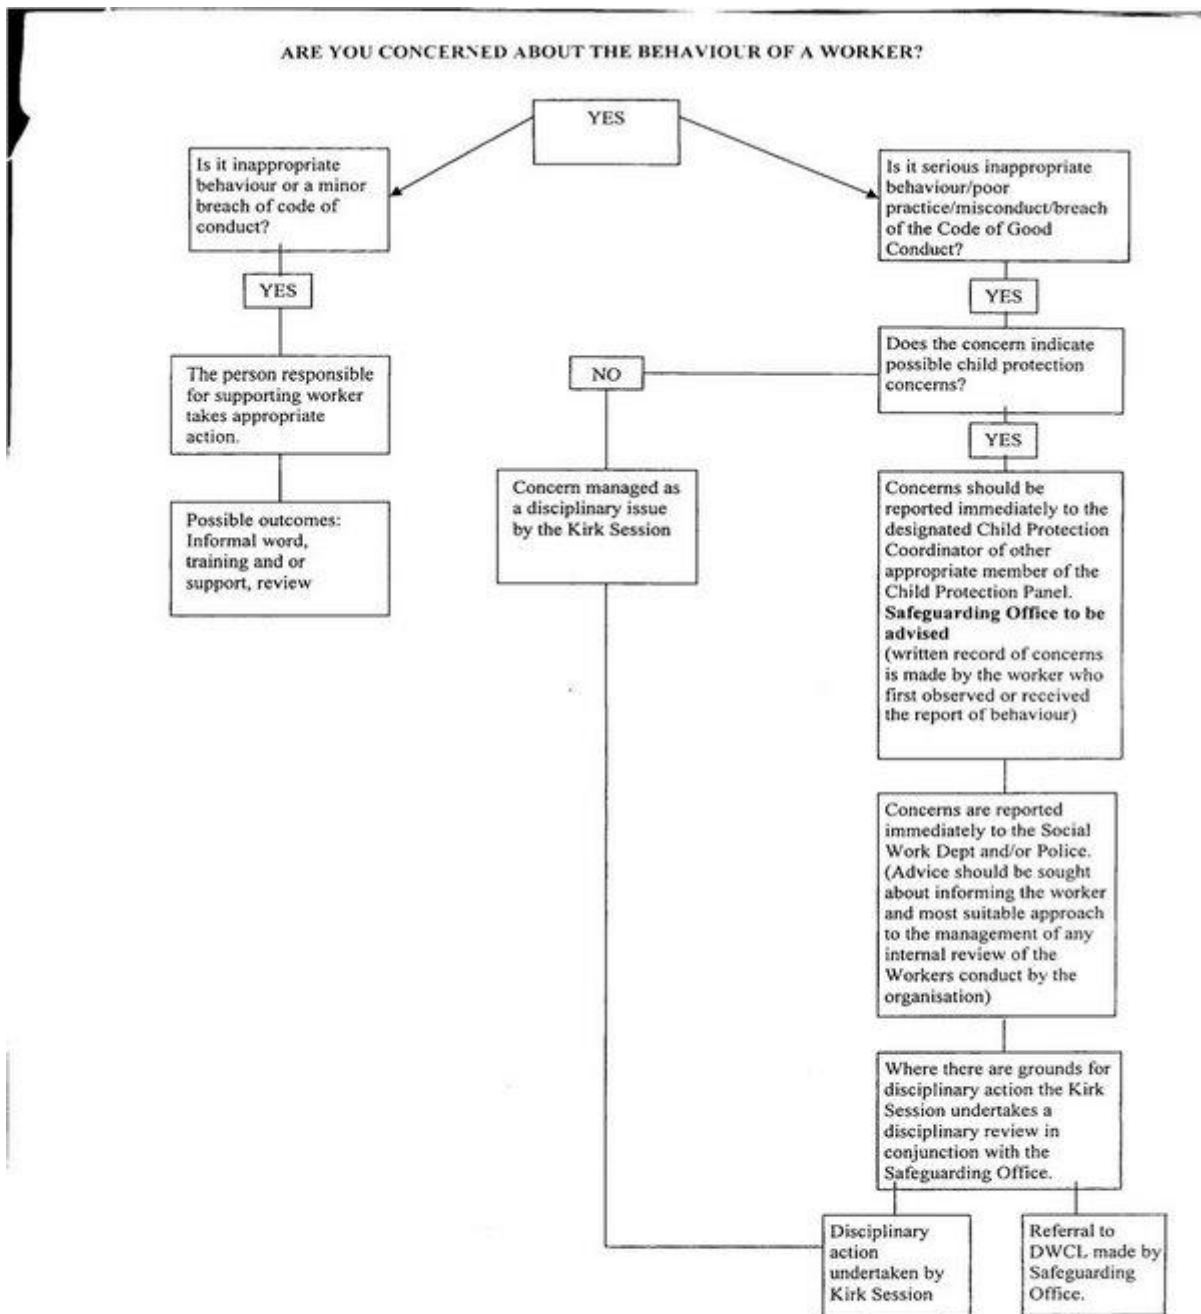 ARE YOU CONCERNED ABOUT THE BEHAVIOUR OF A WORKER?
YES
Is it inappropriate
behaviour or a minor
breach of code of
conduct?
YES
The person responsible
for supporting worker
takes appropriate
action.
Possible outcomes:
Informal word,
training and or
support, review
Is it serious inappropriate
behaviour/poor
practice/misconduct/breach
of the Code of Good
Conduct?
YES
Does the concern indicate
possible child protection
concerns?
NO
Concern managed as
a disciplinary issue
by the Kirk Session
YES
Concerns should be
reported immediately to the
designated Child Protection
Coordinator of other
appropriate member of the
Child Protection Panel.
Safeguarding Office to be
advised
(written record of concerns
is made by the worker who
first observed or received
the report of behaviour)
Concerns are reported
immediately to the Social
Work Dept and/or Police.
(Advice should be sought
about informing the worker
and most suitable approach
to the management of any
internal review of the
Workers conduct by the
organisation)
Where there are grounds for
disciplinary action the Kirk
Session undertakes a
disciplinary review in
conjunction with the
Safeguarding Office.
Disciplinary
action
undertaken by
Kirk Session
Referral to
DWCL made by
Safeguarding
Office.